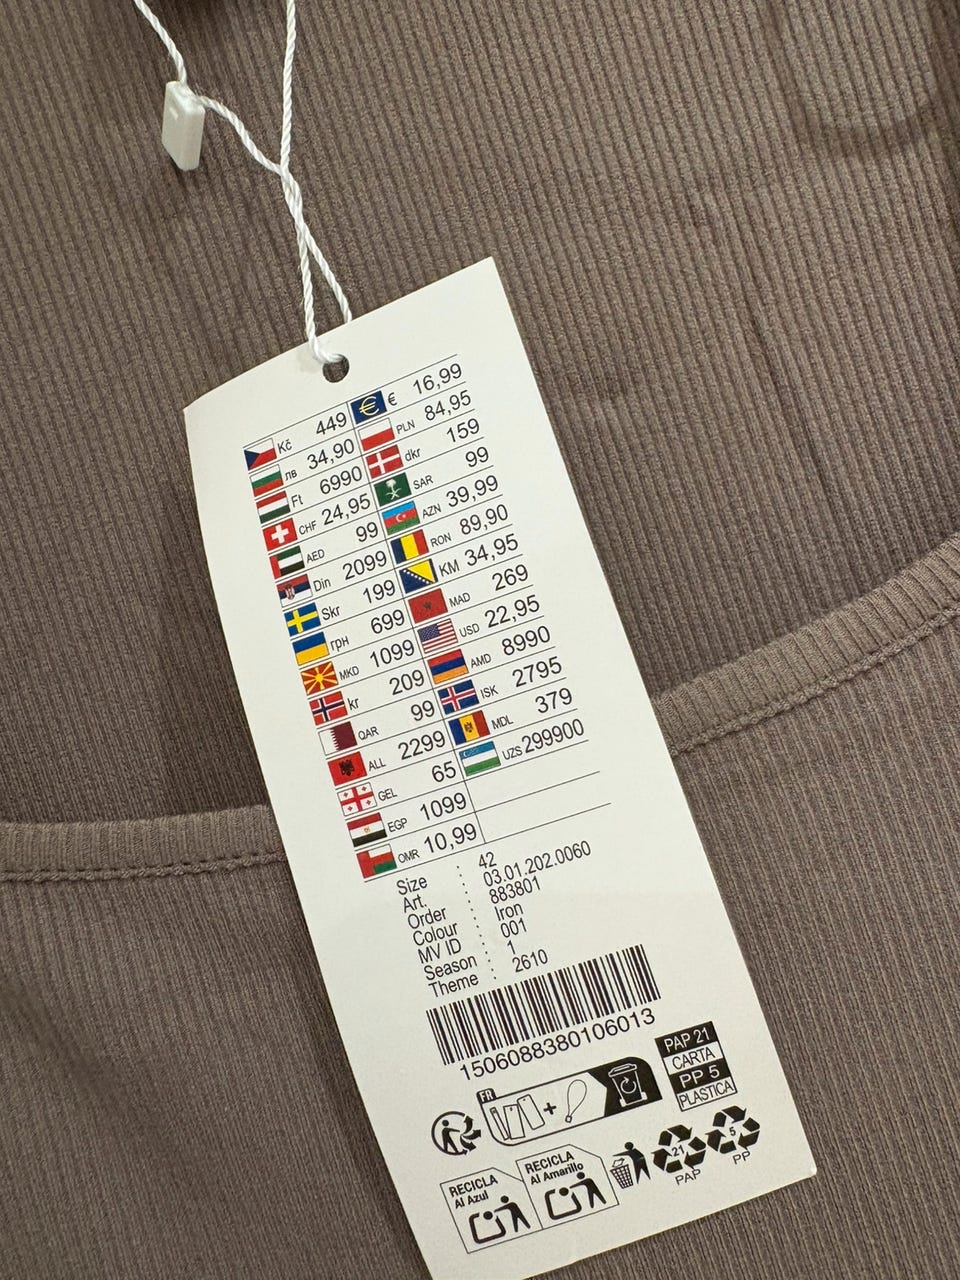 Kč 449 € € 16,99
лв 34,90 PLN 84,95
Ft 6990 dkr 159
CHF 24,95 SAR 99
AED 99 AZN 39,99
Din 2099 RON 89,90
Skr 199 KM 34,95
грн 699 MAD 269
MKD 1099 USD 22,95
kr 209 AMD 8990
QAR 99 ISK 2795
ALL 2299 MDL 379
GEL 65 UZS 299900
EGP 1099
OMR 10,99
Size : 42
Art. : 03.01.202.0060
Order : 883801
Colour : Iron
MV ID : 001
Season : 1
Theme : 2610
1506088380106013
FR
+
PAP 21
CARTA
PP 5
PLASTICA
RECICLA
Al Azul
RECICLA
Al Amarillo
21
PAP
5
PP